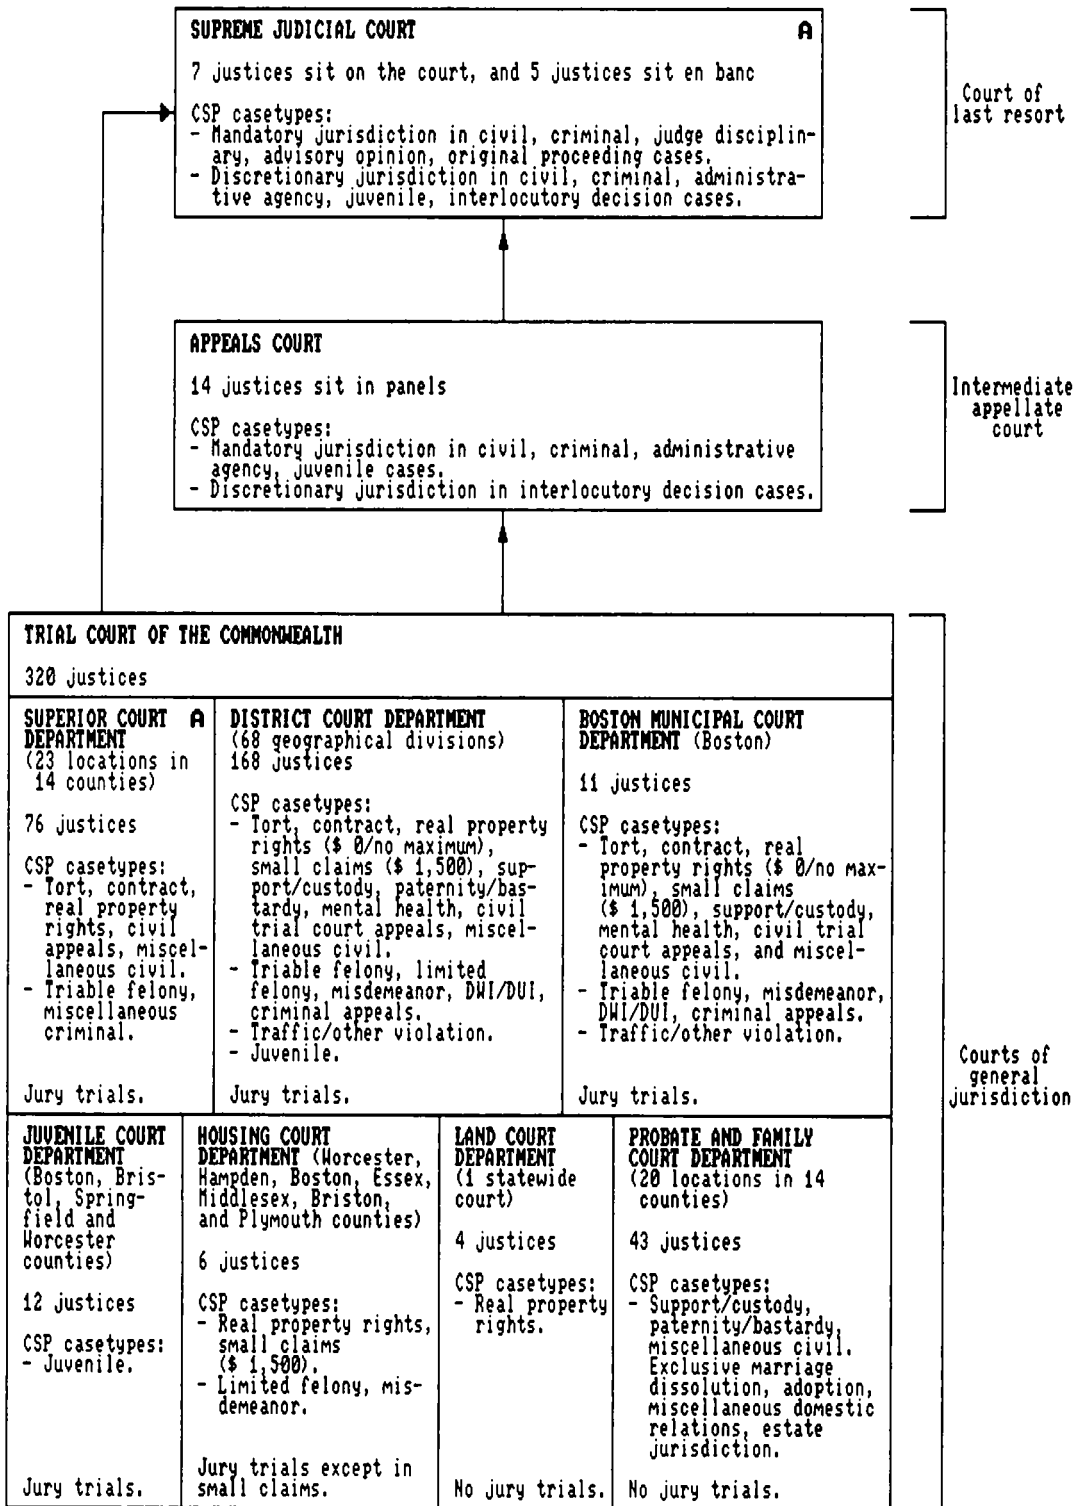 SUPREME JUDICIAL COURT A
7 justices sit on the court, and 5 justices sit en banc
CSP casetypes:
- Mandatory jurisdiction in civil, criminal, judge disciplin-
ary, advisory opinion, original proceeding cases.
- Discretionary jurisdiction in civil, criminal, administra-
tive agency, juvenile, interlocutory decision cases.
Court of
last resort
APPEALS COURT
14 justices sit in panels
CSP casetypes:
- Mandatory jurisdiction in civil, criminal, administrative
agency, juvenile cases.
- Discretionary jurisdiction in interlocutory decision cases.
Intermediate
appellate
court
TRIAL COURT OF THE COMMONWEALTH
320 justices
SUPERIOR COURT A
DEPARTMENT
(23 locations in
14 counties)
76 justices
CSP casetypes:
- Tort, contract,
real property
rights, civil
appeals, miscel-
laneous civil.
- Triable felony,
miscellaneous
criminal.
Jury trials.
DISTRICT COURT DEPARTMENT
(68 geographical divisions)
168 justices
CSP casetypes:
- Tort, contract, real property
rights ($ 0/no maximum),
small claims ($ 1,500), sup-
port/custody, paternity/bas-
tardy, mental health, civil
trial court appeals, miscel-
laneous civil.
- Triable felony, limited
felony, misdemeanor, DWI/DUI,
criminal appeals.
- Traffic/other violation.
- Juvenile.
Jury trials.
BOSTON MUNICIPAL COURT
DEPARTMENT (Boston)
11 justices
CSP casetypes:
- Tort, contract, real
property rights ($ 0/no max-
imum), small claims
($ 1,500), support/custody,
mental health, civil trial
court appeals, and miscel-
laneous civil.
- Triable felony, misdemeanor,
DWI/DUI, criminal appeals.
- Traffic/other violation.
Jury trials.
Courts of
general
jurisdiction
JUVENILE COURT
DEPARTMENT
(Boston, Bris-
tol, Spring-
field and
Worcester
counties)
12 justices
CSP casetypes:
- Juvenile.
Jury trials.
HOUSING COURT
DEPARTMENT (Worcester,
Hampden, Boston, Essex,
Middlesex, Briston,
and Plymouth counties)
6 justices
CSP casetypes:
- Real property rights,
small claims
($ 1,500).
- Limited felony, mis-
demeanor.
Jury trials except in
small claims.
LAND COURT
DEPARTMENT
(1 statewide
court)
4 justices
CSP casetypes:
- Real property
rights.
No jury trials.
PROBATE AND FAMILY
COURT DEPARTMENT
(20 locations in 14
counties)
43 justices
CSP casetypes:
- Support/custody,
paternity/bastardy,
miscellaneous civil.
Exclusive marriage
dissolution, adoption,
miscellaneous domestic
relations, estate
jurisdiction.
No jury trials.